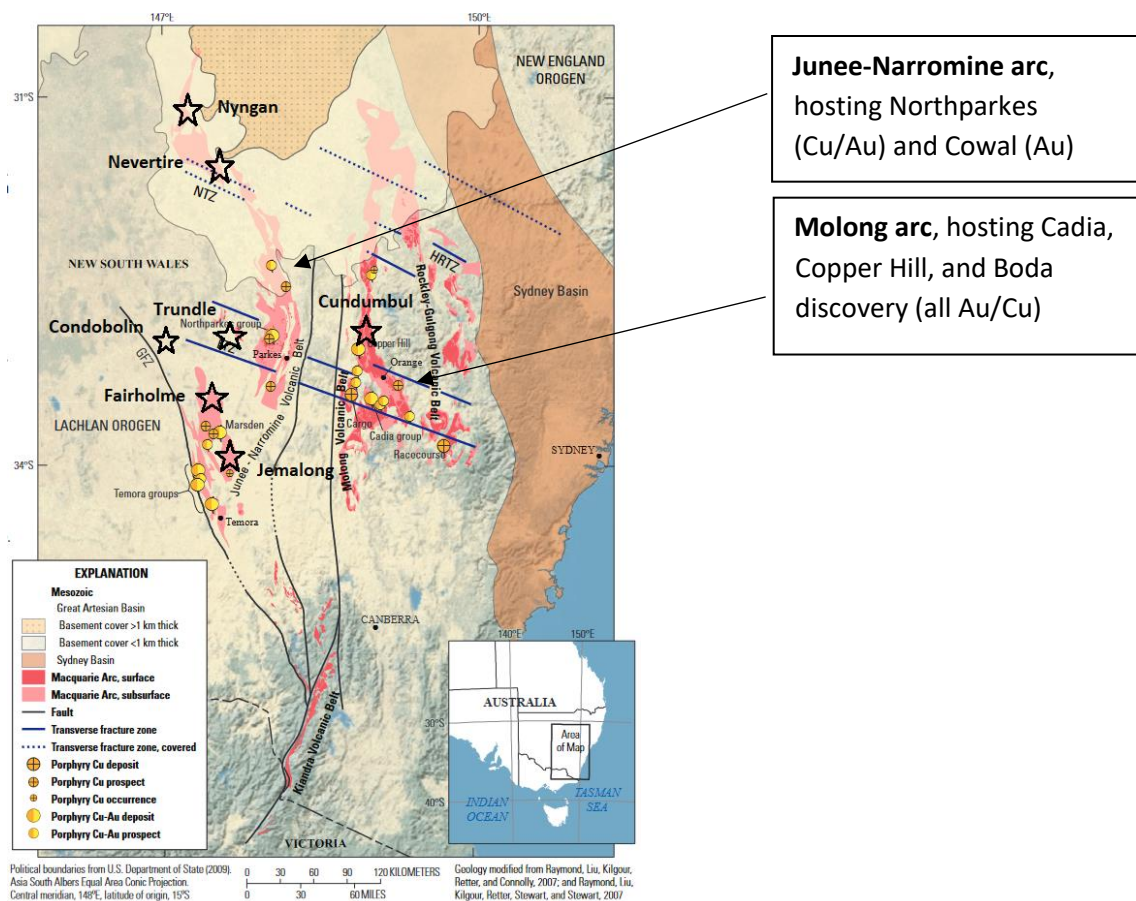 147°E
150°E
NEW ENGLAND
OROGEN
31°S
Nyngan
Nevertire
NTZ
HRTZ
NEW SOUTH WALES
Rockley-Gulgong Volcanic Belt
Sydney Basin
Trundle
Northparkes group
Cundumbul
Condobolin
Copper Hill
Parkes
Orange
GFZ
Fairholme
Junee - Narromine Volcanic Belt
Molong Volcanic Belt
LACHLAN OROGEN
Marsden
Cargo
Cadia group
Racocourse
SYDNEY
34°S
Jemalong
Temora groups
Temora
CANBERRA
Kiandra Volcanic Belt
VICTORIA
EXPLANATION
Mesozoic
Great Artesian Basin
Basement cover >1 km thick
Basement cover <1 km thick
Sydney Basin
Macquarie Arc, surface
Macquarie Arc, subsurface
Fault
Transverse fracture zone
Transverse fracture zone, covered
Porphyry Cu deposit
Porphyry Cu prospect
Porphyry Cu occurrence
Porphyry Cu-Au deposit
Porphyry Cu-Au prospect
140°E
150°E
AUSTRALIA
30°S
Area
of Map
40°S
INDIAN
OCEAN
TASMAN
SEA
Political boundaries from U.S. Department of State (2009).
Asia South Albers Equal Area Conic Projection.
Central meridian, 148°E, latitude of origin, 15°S
0 30 60 120 KILOMETERS
0 30 60 MILES
Geology modified from Raymond, Liu, Kilgour,
Retter, and Connolly, 2007; and Raymond, Liu,
Kilgour, Retter, Stewart, and Stewart, 2007
Junee-Narromine arc,
hosting Northparkes
(Cu/Au) and Cowal (Au)
Molong arc, hosting Cadia,
Copper Hill, and Boda
discovery (all Au/Cu)